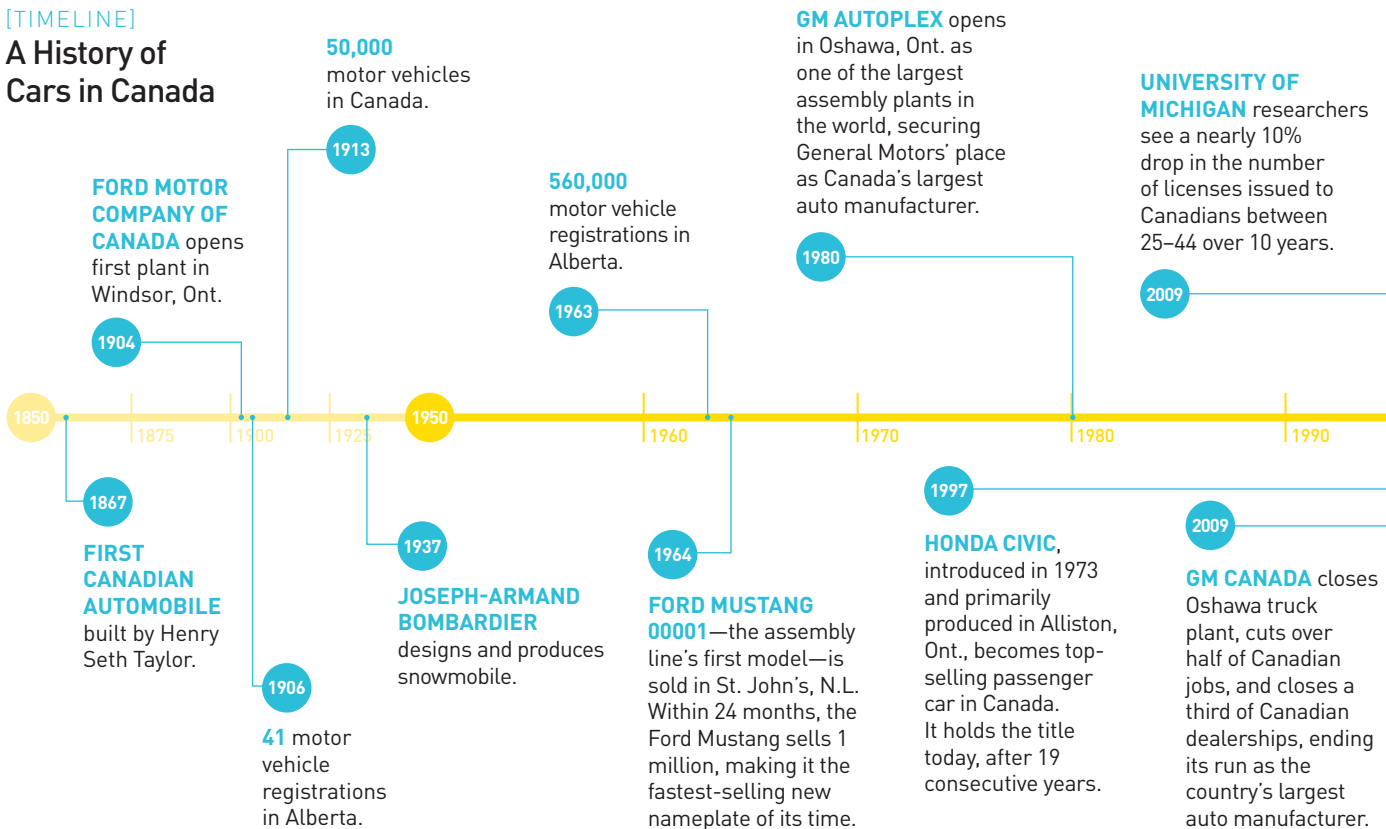 [TIMELINE]
A History of
Cars in Canada
50,000
motor vehicles
in Canada.
1913
FORD MOTOR
COMPANY OF
CANADA opens
first plant in
Windsor, Ont.
1904
560,000
motor vehicle
registrations in
Alberta.
1963
GM AUTOPLEX opens
in Oshawa, Ont. as
one of the largest
assembly plants in
the world, securing
General Motors’ place
as Canada’s largest
auto manufacturer.
1980
UNIVERSITY OF
MICHIGAN researchers
see a nearly 10%
drop in the number
of licenses issued to
Canadians between
25–44 over 10 years.
2009
1850
1875
1900
1925
1950
1960
1970
1980
1990
1867
FIRST
CANADIAN
AUTOMOBILE
built by Henry
Seth Taylor.
1906
41 motor
vehicle
registrations
in Alberta.
1937
JOSEPH-ARMAND
BOMBARDIER
designs and produces
snowmobile.
1964
FORD MUSTANG
00001—the assembly
line’s first model—is
sold in St. John’s, N.L.
Within 24 months, the
Ford Mustang sells 1
million, making it the
fastest-selling new
nameplate of its time.
1997
HONDA CIVIC,
introduced in 1973
and primarily
produced in Alliston,
Ont., becomes top-
selling passenger
car in Canada.
It holds the title
today, after 19
consecutive years.
2009
GM CANADA closes
Oshawa truck
plant, cuts over
half of Canadian
jobs, and closes a
third of Canadian
dealerships, ending
its run as the
country’s largest
auto manufacturer.